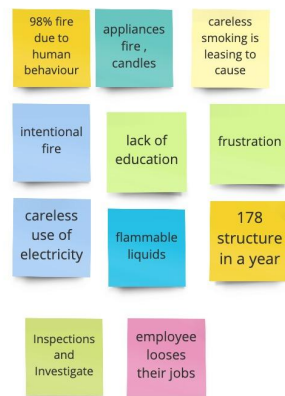 98% fire
due to
human
behaviour
appliances
fire ,
candles
careless
smoking is
leasing to
cause
intentional
fire
lack of
education
frustration
careless
use of
electricity
flammable
liquids
178
structure
in a year
Inspections
and
Investigate
employee
looses
their jobs